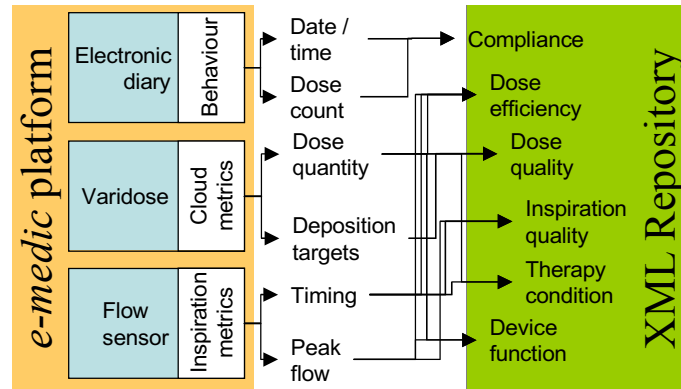 e-medic platform
Electronic
diary
Behaviour
Varidose
Cloud
metrics
Flow
sensor
Inspiration
metrics
Date /
time
Dose
count
Dose
quantity
Deposition
targets
Timing
Peak
flow
Compliance
Dose
efficiency
Dose
quality
Inspiration
quality
Therapy
condition
Device
function
XML Repository